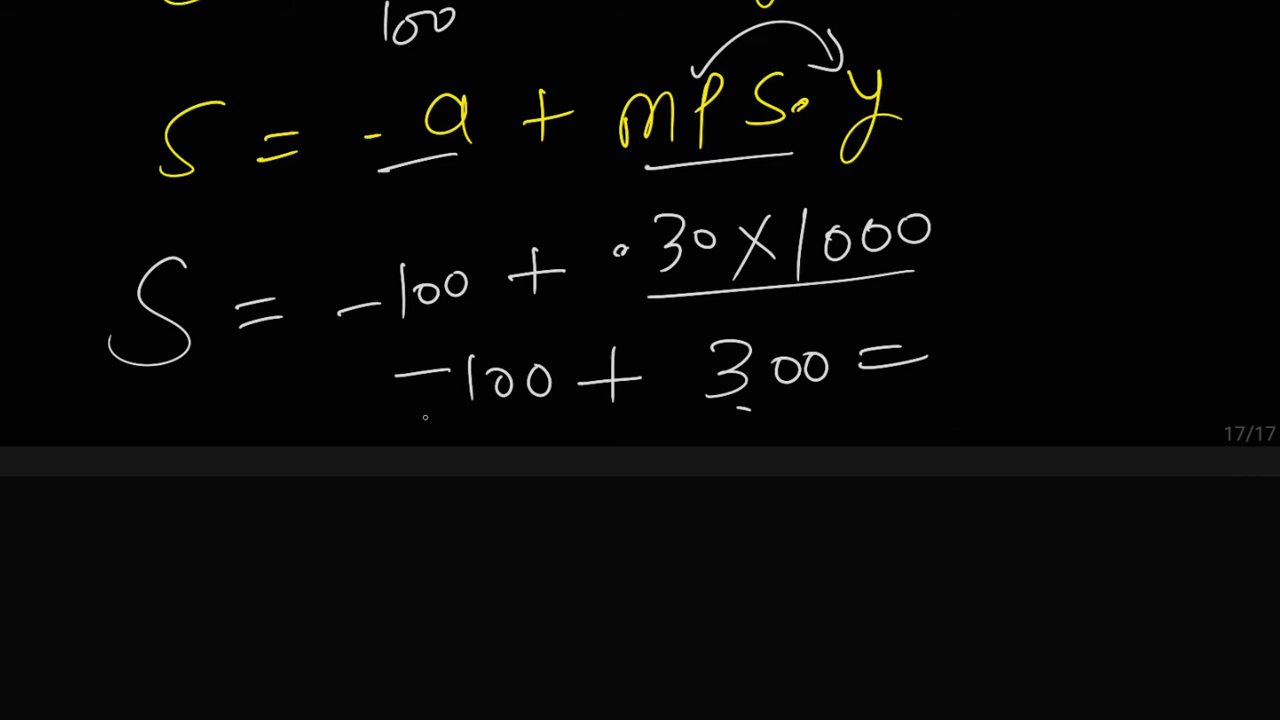 100
S = - a + mps. y
S = -100 + .30 X 1000
-100 + 300 =
17/17